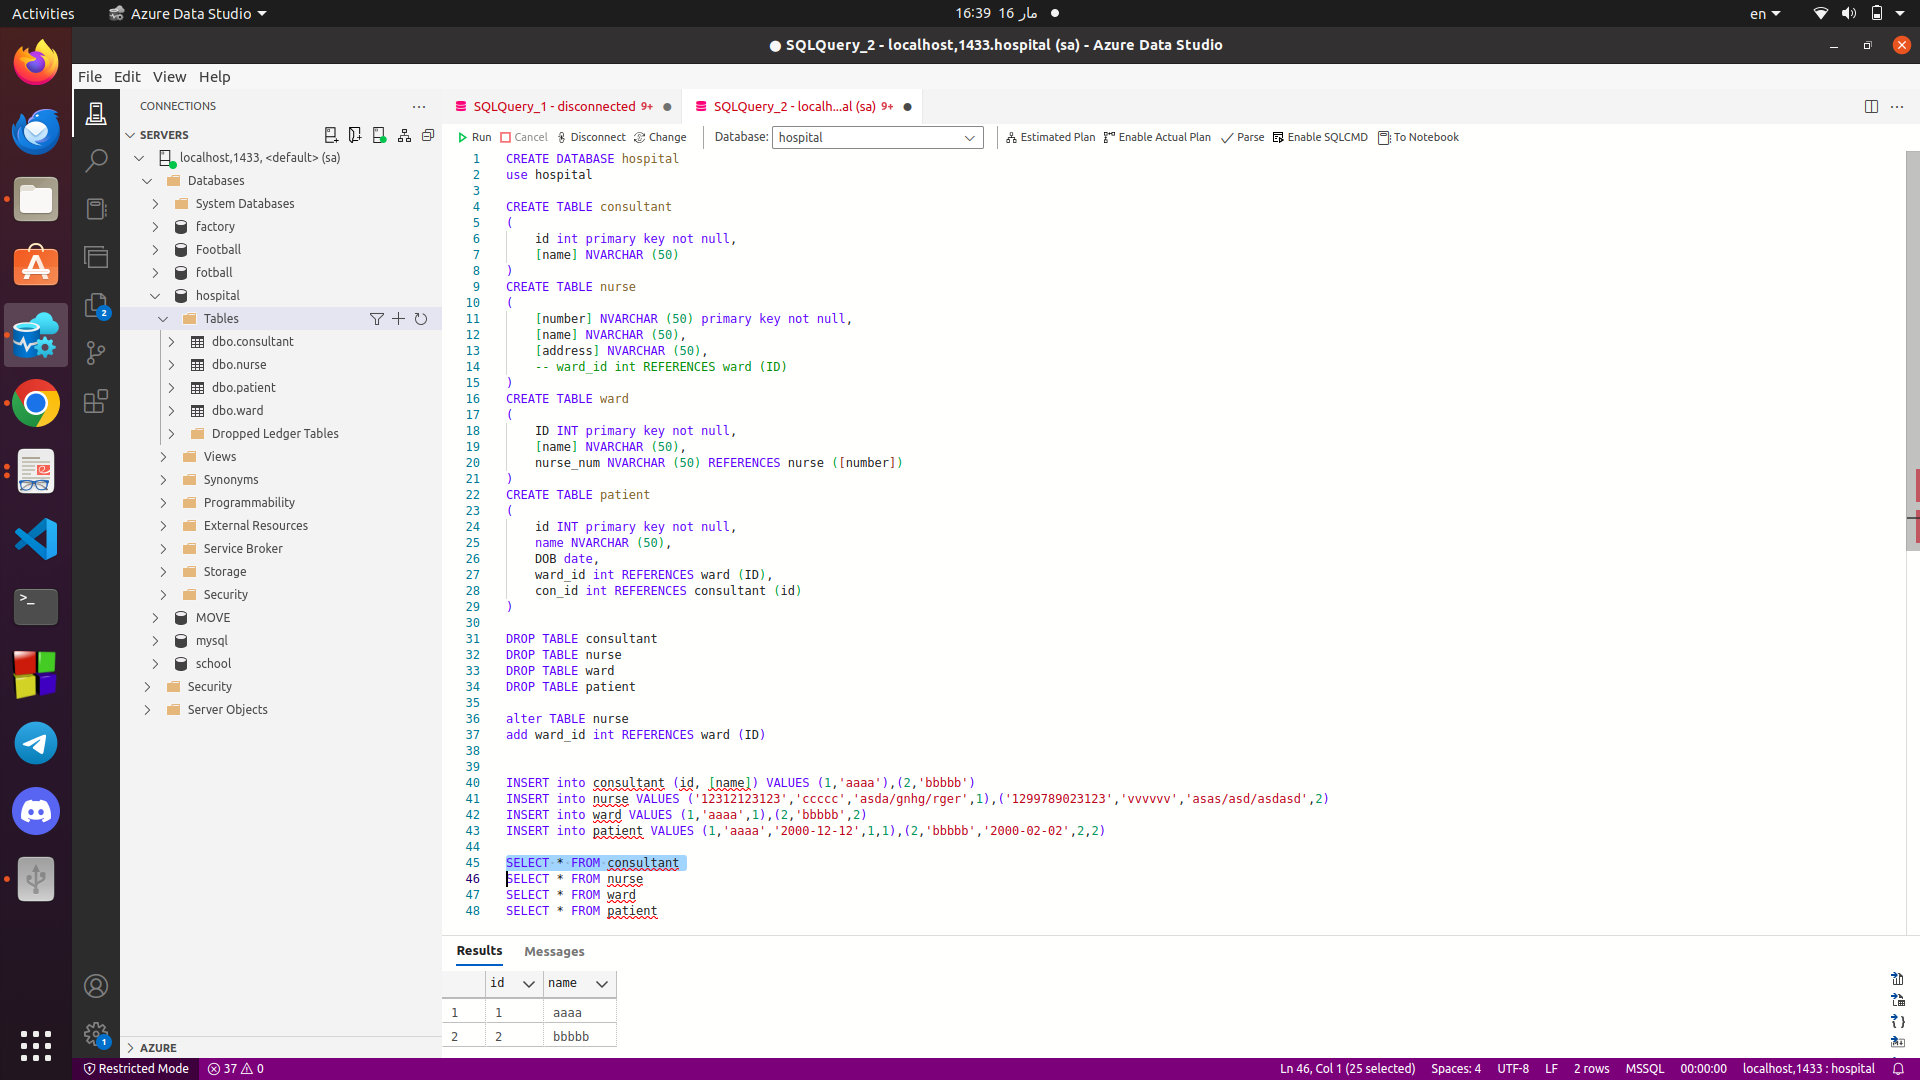 Activities
Azure Data Studio
16:39 16 مار
en
SQLQuery_2 - localhost,1433.hospital (sa) - Azure Data Studio
File Edit View Help
CONNECTIONS
SERVERS
localhost,1433, <default> (sa)
Databases
System Databases
factory
Football
fotball
hospital
Tables
dbo.consultant
dbo.nurse
dbo.patient
dbo.ward
Dropped Ledger Tables
Views
Synonyms
Programmability
External Resources
Service Broker
Storage
Security
MOVE
mysql
school
Security
Server Objects
AZURE
2
1
SQLQuery_1 - disconnected 9+
SQLQuery_2 - localh...al (sa) 9+
Run Cancel Disconnect Change Database: hospital Estimated Plan Enable Actual Plan Parse Enable SQLCMD To Notebook
1 CREATE DATABASE hospital
2 use hospital
3
4 CREATE TABLE consultant
5 (
6 id int primary key not null,
7 [name] NVARCHAR (50)
8 )
9 CREATE TABLE nurse
10 (
11 [number] NVARCHAR (50) primary key not null,
12 [name] NVARCHAR (50),
13 [address] NVARCHAR (50),
14 -- ward_id int REFERENCES ward (ID)
15 )
16 CREATE TABLE ward
17 (
18 ID INT primary key not null,
19 [name] NVARCHAR (50),
20 nurse_num NVARCHAR (50) REFERENCES nurse ([number])
21 )
22 CREATE TABLE patient
23 (
24 id INT primary key not null,
25 name NVARCHAR (50),
26 DOB date,
27 ward_id int REFERENCES ward (ID),
28 con_id int REFERENCES consultant (id)
29 )
30
31 DROP TABLE consultant
32 DROP TABLE nurse
33 DROP TABLE ward
34 DROP TABLE patient
35
36 alter TABLE nurse
37 add ward_id int REFERENCES ward (ID)
38
39
40 INSERT into consultant (id, [name]) VALUES (1,'aaaa'),(2,'bbbbb')
41 INSERT into nurse VALUES ('12312123123','ccccc','asda/gnhg/rger',1),('1299789023123','vvvvvv','asas/asd/asdasd',2)
42 INSERT into ward VALUES (1,'aaaa',1),(2,'bbbbb',2)
43 INSERT into patient VALUES (1,'aaaa','2000-12-12',1,1),(2,'bbbbb','2000-02-02',2,2)
44
45 SELECT * FROM consultant
46 SELECT * FROM nurse
47 SELECT * FROM ward
48 SELECT * FROM patient
Results Messages
id name
1 1 aaaa
2 2 bbbbb
Restricted Mode 37 0 Ln 46, Col 1 (25 selected) Spaces: 4 UTF-8 LF 2 rows MSSQL 00:00:00 localhost,1433 : hospital